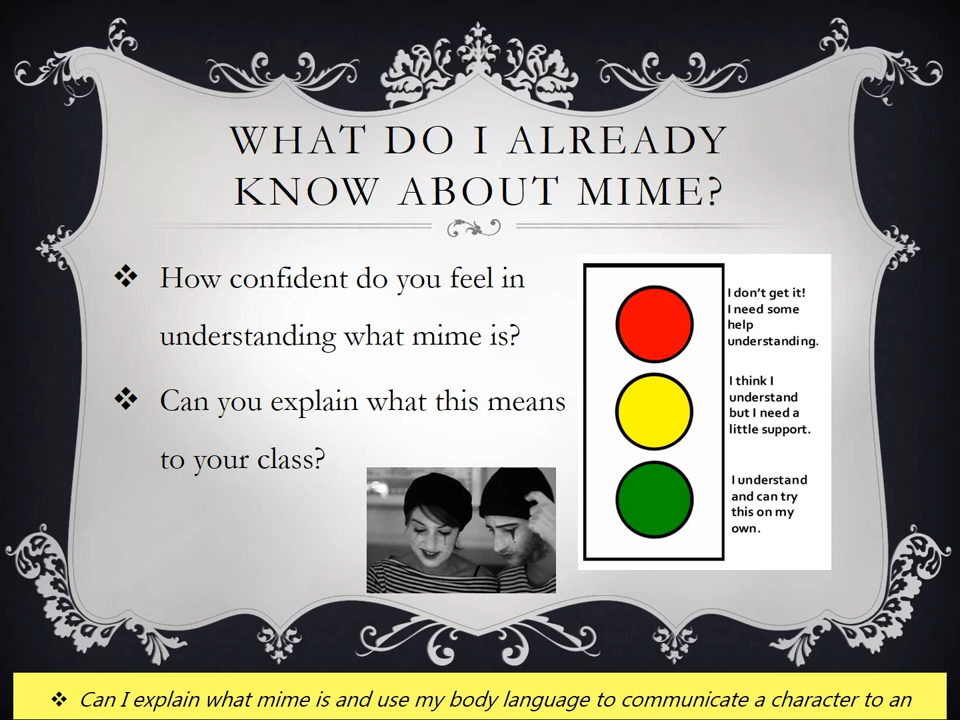 WHAT DO I ALREADY
KNOW ABOUT MIME?
❖ How confident do you feel in
understanding what mime is?
❖ Can you explain what this means
to your class?
I don't get it!
I need some
help
understanding.
I think I
understand
but I need a
little support.
I understand
and can try
this on my
own.
❖ Can I explain what mime is and use my body language to communicate a character to an